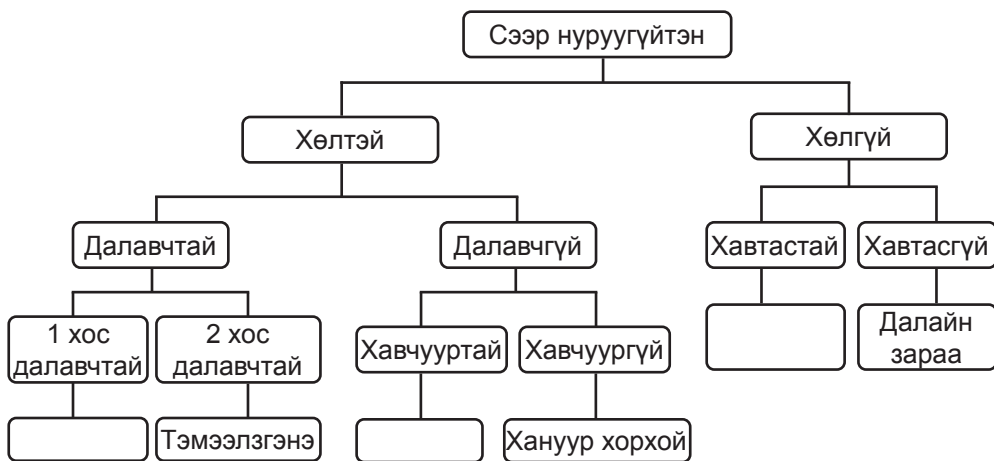 Сээр нуруугүйтэн
Хөлтэй
Хөлгүй
Далавчтай
Далавчгүй
Хавтастай
Хавтасгүй
1 хос
далавчтай
2 хос
далавчтай
Хавчууртай
Хавчуургүй
Далайн
зараа
Тэмээлзгэнэ
Хануур хорхой